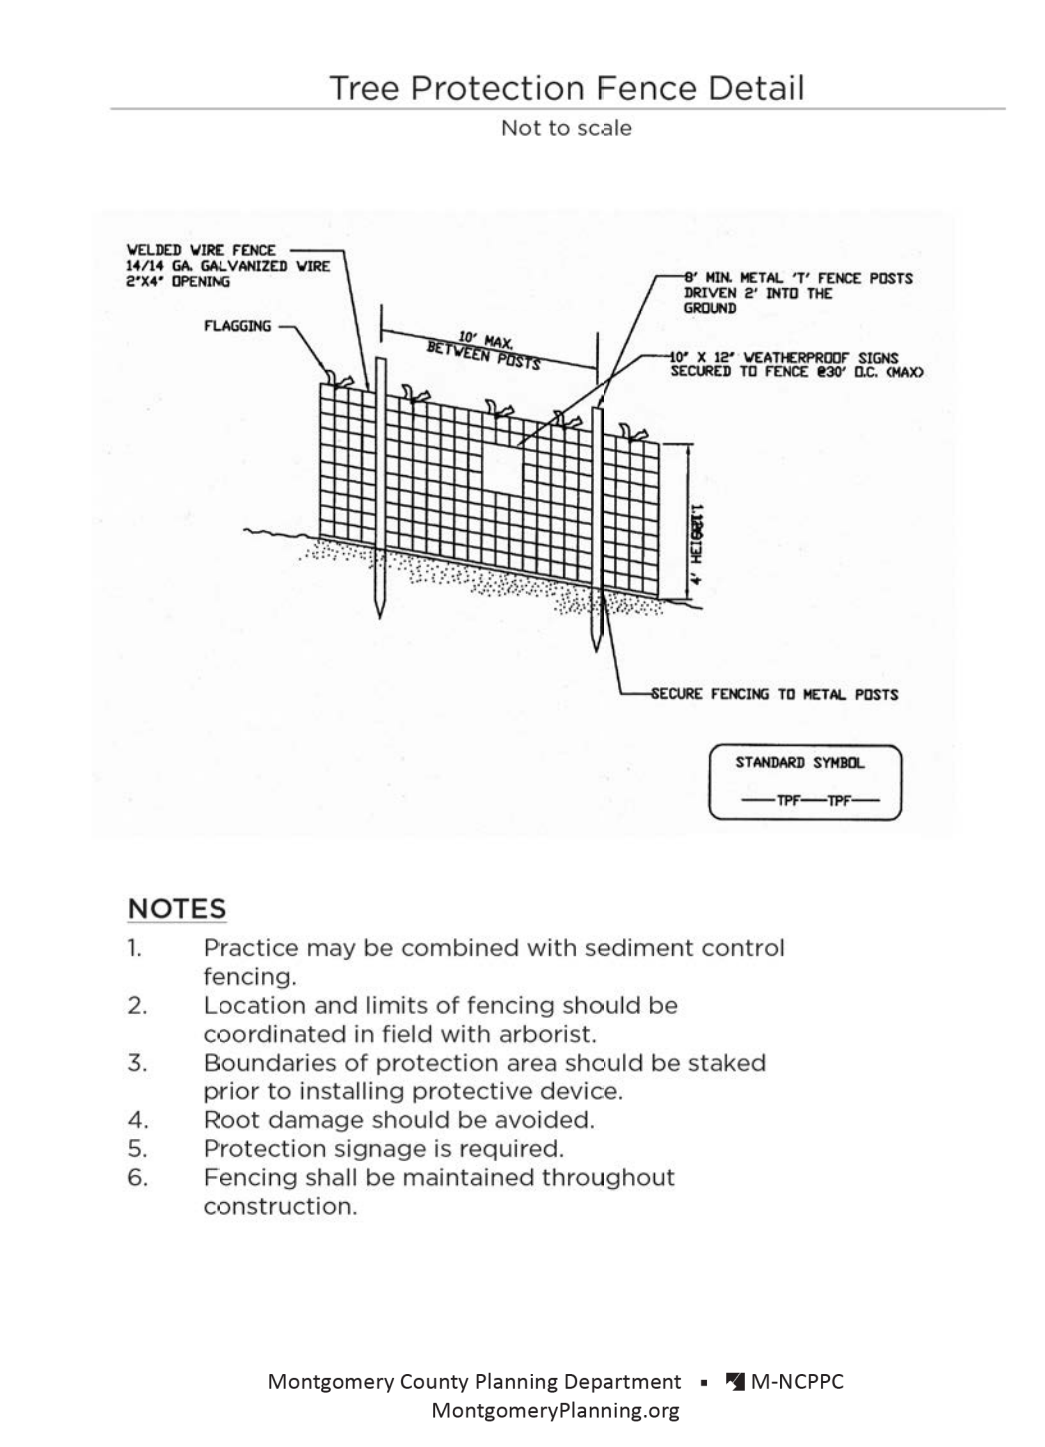 Tree Protection Fence Detail
Not to scale
WELDED WIRE FENCE
14/14 GA. GALVANIZED WIRE
2"X4" OPENING
FLAGGING
10' MAX.
BETWEEN POSTS
8' MIN. METAL 'T' FENCE POSTS
DRIVEN 2' INTO THE
GROUND
10" X 12" WEATHERPROOF SIGNS
SECURED TO FENCE @30' O.C. (MAX)
4'
SECURE FENCING TO METAL POSTS
STANDARD SYMBOL
TPF TPF
NOTES
1. Practice may be combined with sediment control
fencing.
2. Location and limits of fencing should be
coordinated in field with arborist.
3. Boundaries of protection area should be staked
prior to installing protective device.
4. Root damage should be avoided.
5. Protection signage is required.
6. Fencing shall be maintained throughout
construction.
Montgomery County Planning Department ▪ M-NCPPC
MontgomeryPlanning.org